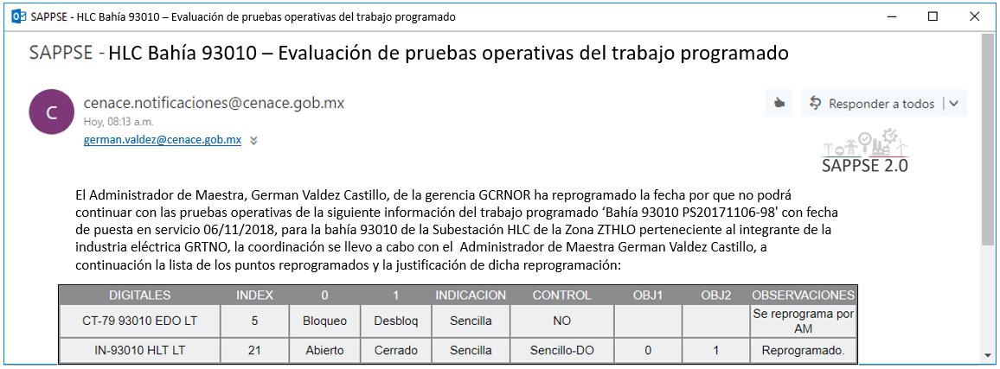 SAPPSE - HLC Bahía 93010 – Evaluación de pruebas operativas del trabajo programado
SAPPSE - HLC Bahía 93010 – Evaluación de pruebas operativas del trabajo programado
C
cenace.notificaciones@cenace.gob.mx
Hoy, 08:13 a.m.
german.valdez@cenace.gob.mx
Responder a todos
SAPPSE 2.0
El Administrador de Maestra, German Valdez Castillo, de la gerencia GCRNOR ha reprogramado la fecha por que no podrá
continuar con las pruebas operativas de la siguiente información del trabajo programado ‘Bahía 93010 PS20171106-98' con fecha
de puesta en servicio 06/11/2018, para la bahía 93010 de la Subestación HLC de la Zona ZTHLO perteneciente al integrante de la
industria eléctrica GRTNO, la coordinación se llevo a cabo con el Administrador de Maestra German Valdez Castillo, a
continuación la lista de los puntos reprogramados y la justificación de dicha reprogramación:
DIGITALES INDEX 0 1 INDICACION CONTROL OBJ1 OBJ2 OBSERVACIONES
CT-79 93010 EDO LT 5 Bloqueo Desbloq Sencilla NO Se reprograma por
AM
IN-93010 HLT LT 21 Abierto Cerrado Sencilla Sencillo-DO 0 1 Reprogramado.